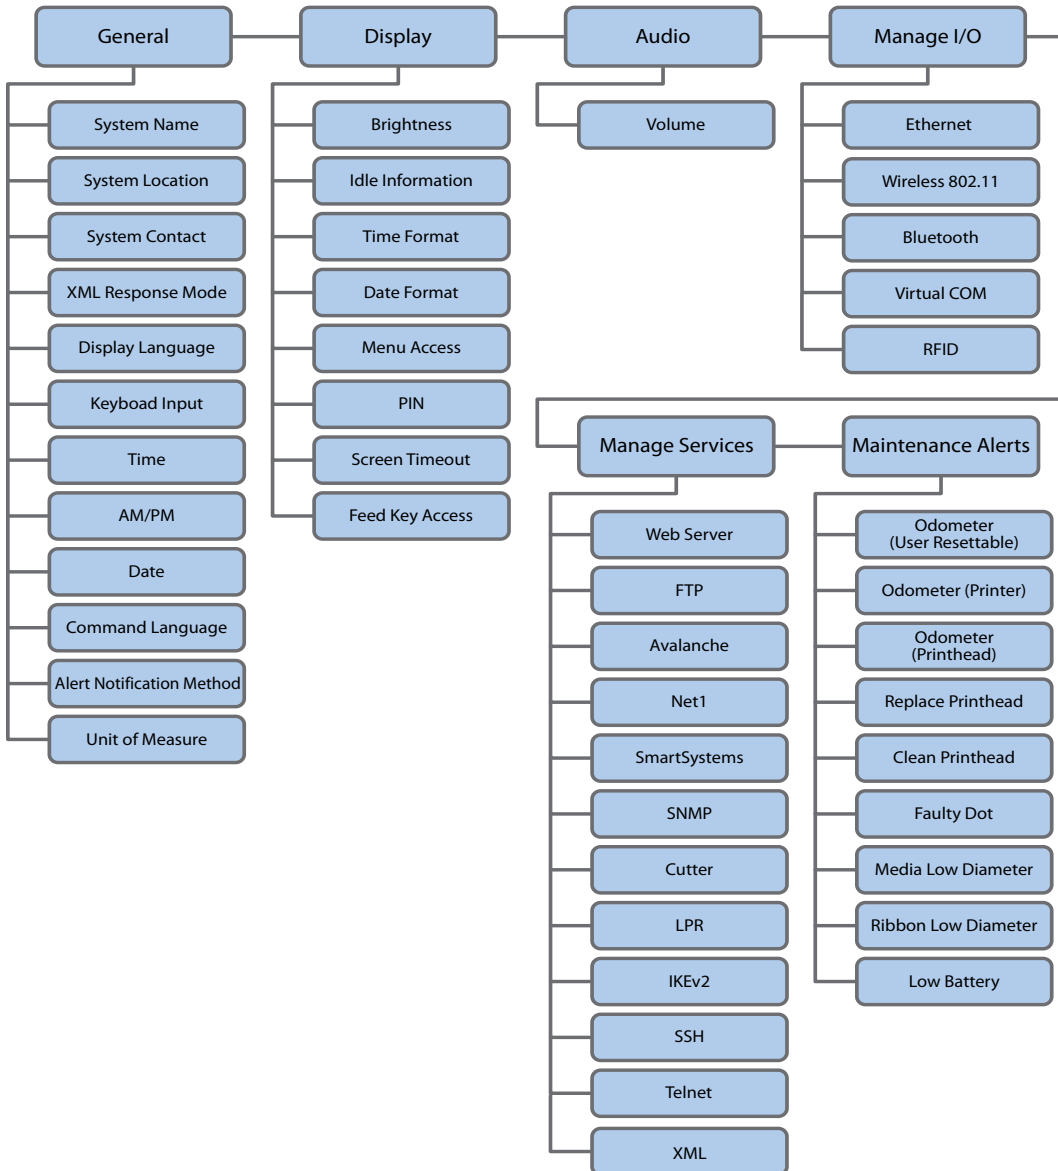 General
Display
Audio
Manage I/O
System Name
System Location
System Contact
XML Response Mode
Display Language
Keyboad Input
Time
AM/PM
Date
Command Language
Alert Notification Method
Unit of Measure
Brightness
Idle Information
Time Format
Date Format
Menu Access
PIN
Screen Timeout
Feed Key Access
Volume
Ethernet
Wireless 802.11
Bluetooth
Virtual COM
RFID
Manage Services
Maintenance Alerts
Web Server
FTP
Avalanche
Net1
SmartSystems
SNMP
Cutter
LPR
IKEv2
SSH
Telnet
XML
Odometer
(User Resettable)
Odometer (Printer)
Odometer
(Printhead)
Replace Printhead
Clean Printhead
Faulty Dot
Media Low Diameter
Ribbon Low Diameter
Low Battery